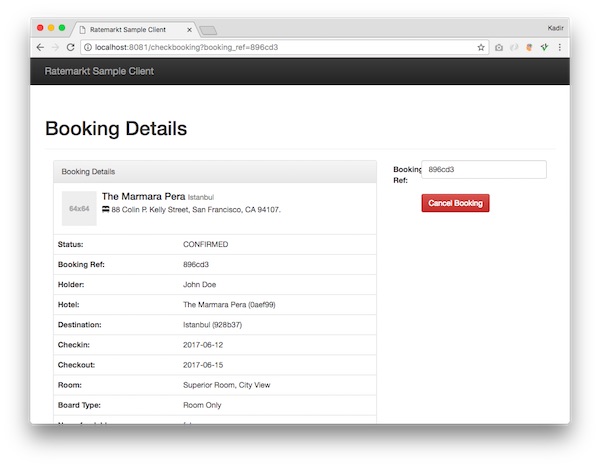 Ratemarkt Sample Client
Kadir
localhost:8081/checkbooking?booking_ref=896cd3
Ratemarkt Sample Client
Booking Details
Booking Details
64x64
The Marmara Pera Istanbul
88 Colin P. Kelly Street, San Francisco, CA 94107.
Status: CONFIRMED
Booking Ref: 896cd3
Holder: John Doe
Hotel: The Marmara Pera (0aef99)
Destination: Istanbul (928b37)
Checkin: 2017-06-12
Checkout: 2017-06-15
Room: Superior Room, City View
Board Type: Room Only
Booking
Ref:
896cd3
Cancel Booking